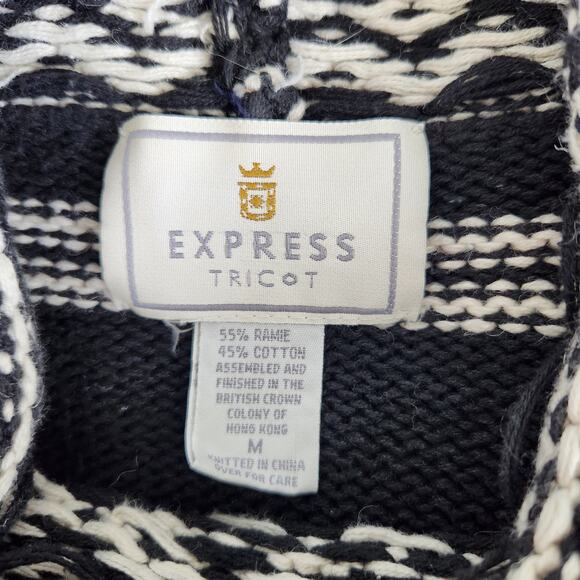 EXPRESS
TRICOT
55% RAMIE
45% COTTON
ASSEMBLED AND
FINISHED IN THE
BRITISH CROWN
COLONY OF
HONG KONG
M
KNITTED IN CHINA
OVER FOR CARE